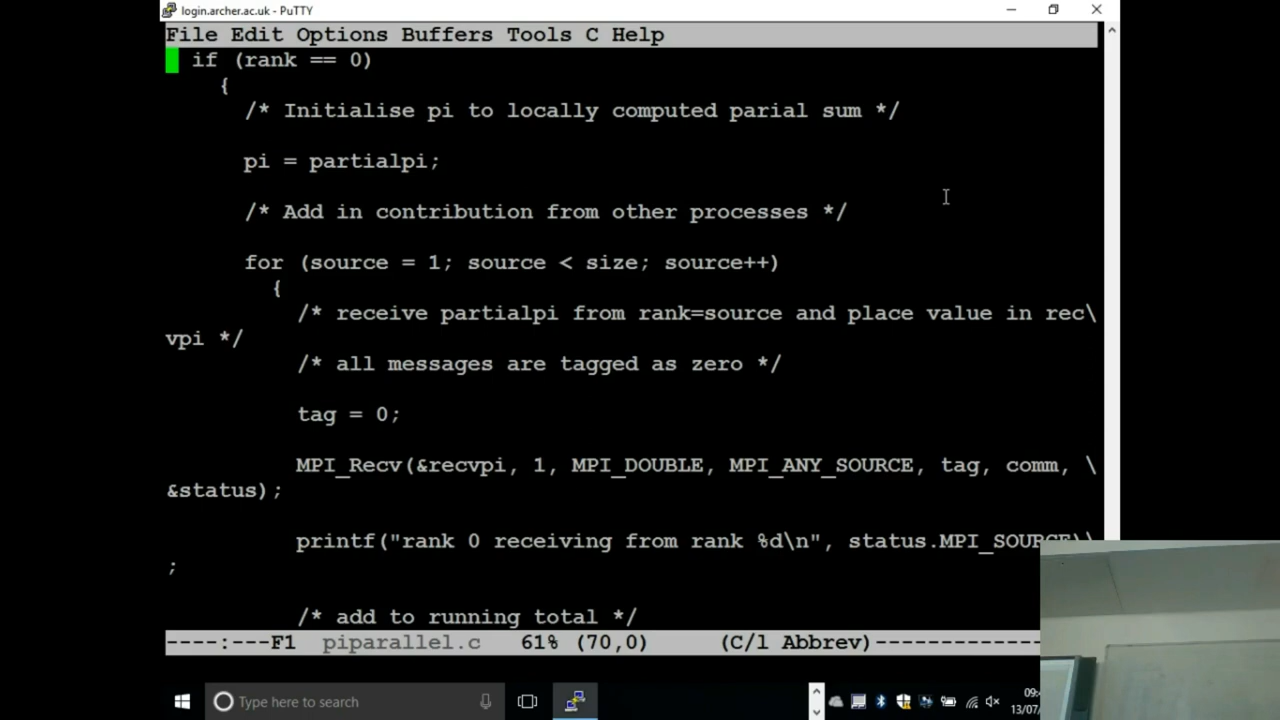 login.archer.ac.uk - PuTTY
File Edit Options Buffers Tools C Help
if (rank == 0)
{
/* Initialise pi to locally computed parial sum */
pi = partialpi;
/* Add in contribution from other processes */
for (source = 1; source < size; source++)
{
/* receive partialpi from rank=source and place value in rec\
vpi */
/* all messages are tagged as zero */
tag = 0;
MPI_Recv(&recvpi, 1, MPI_DOUBLE, MPI_ANY_SOURCE, tag, comm, \
&status);
printf("rank 0 receiving from rank %d\n", status.MPI_SOURCE)\
;
/* add to running total */
----:---F1 piparallel.c 61% (70,0) (C/l Abbrev)-------------
Type here to search
13/07/